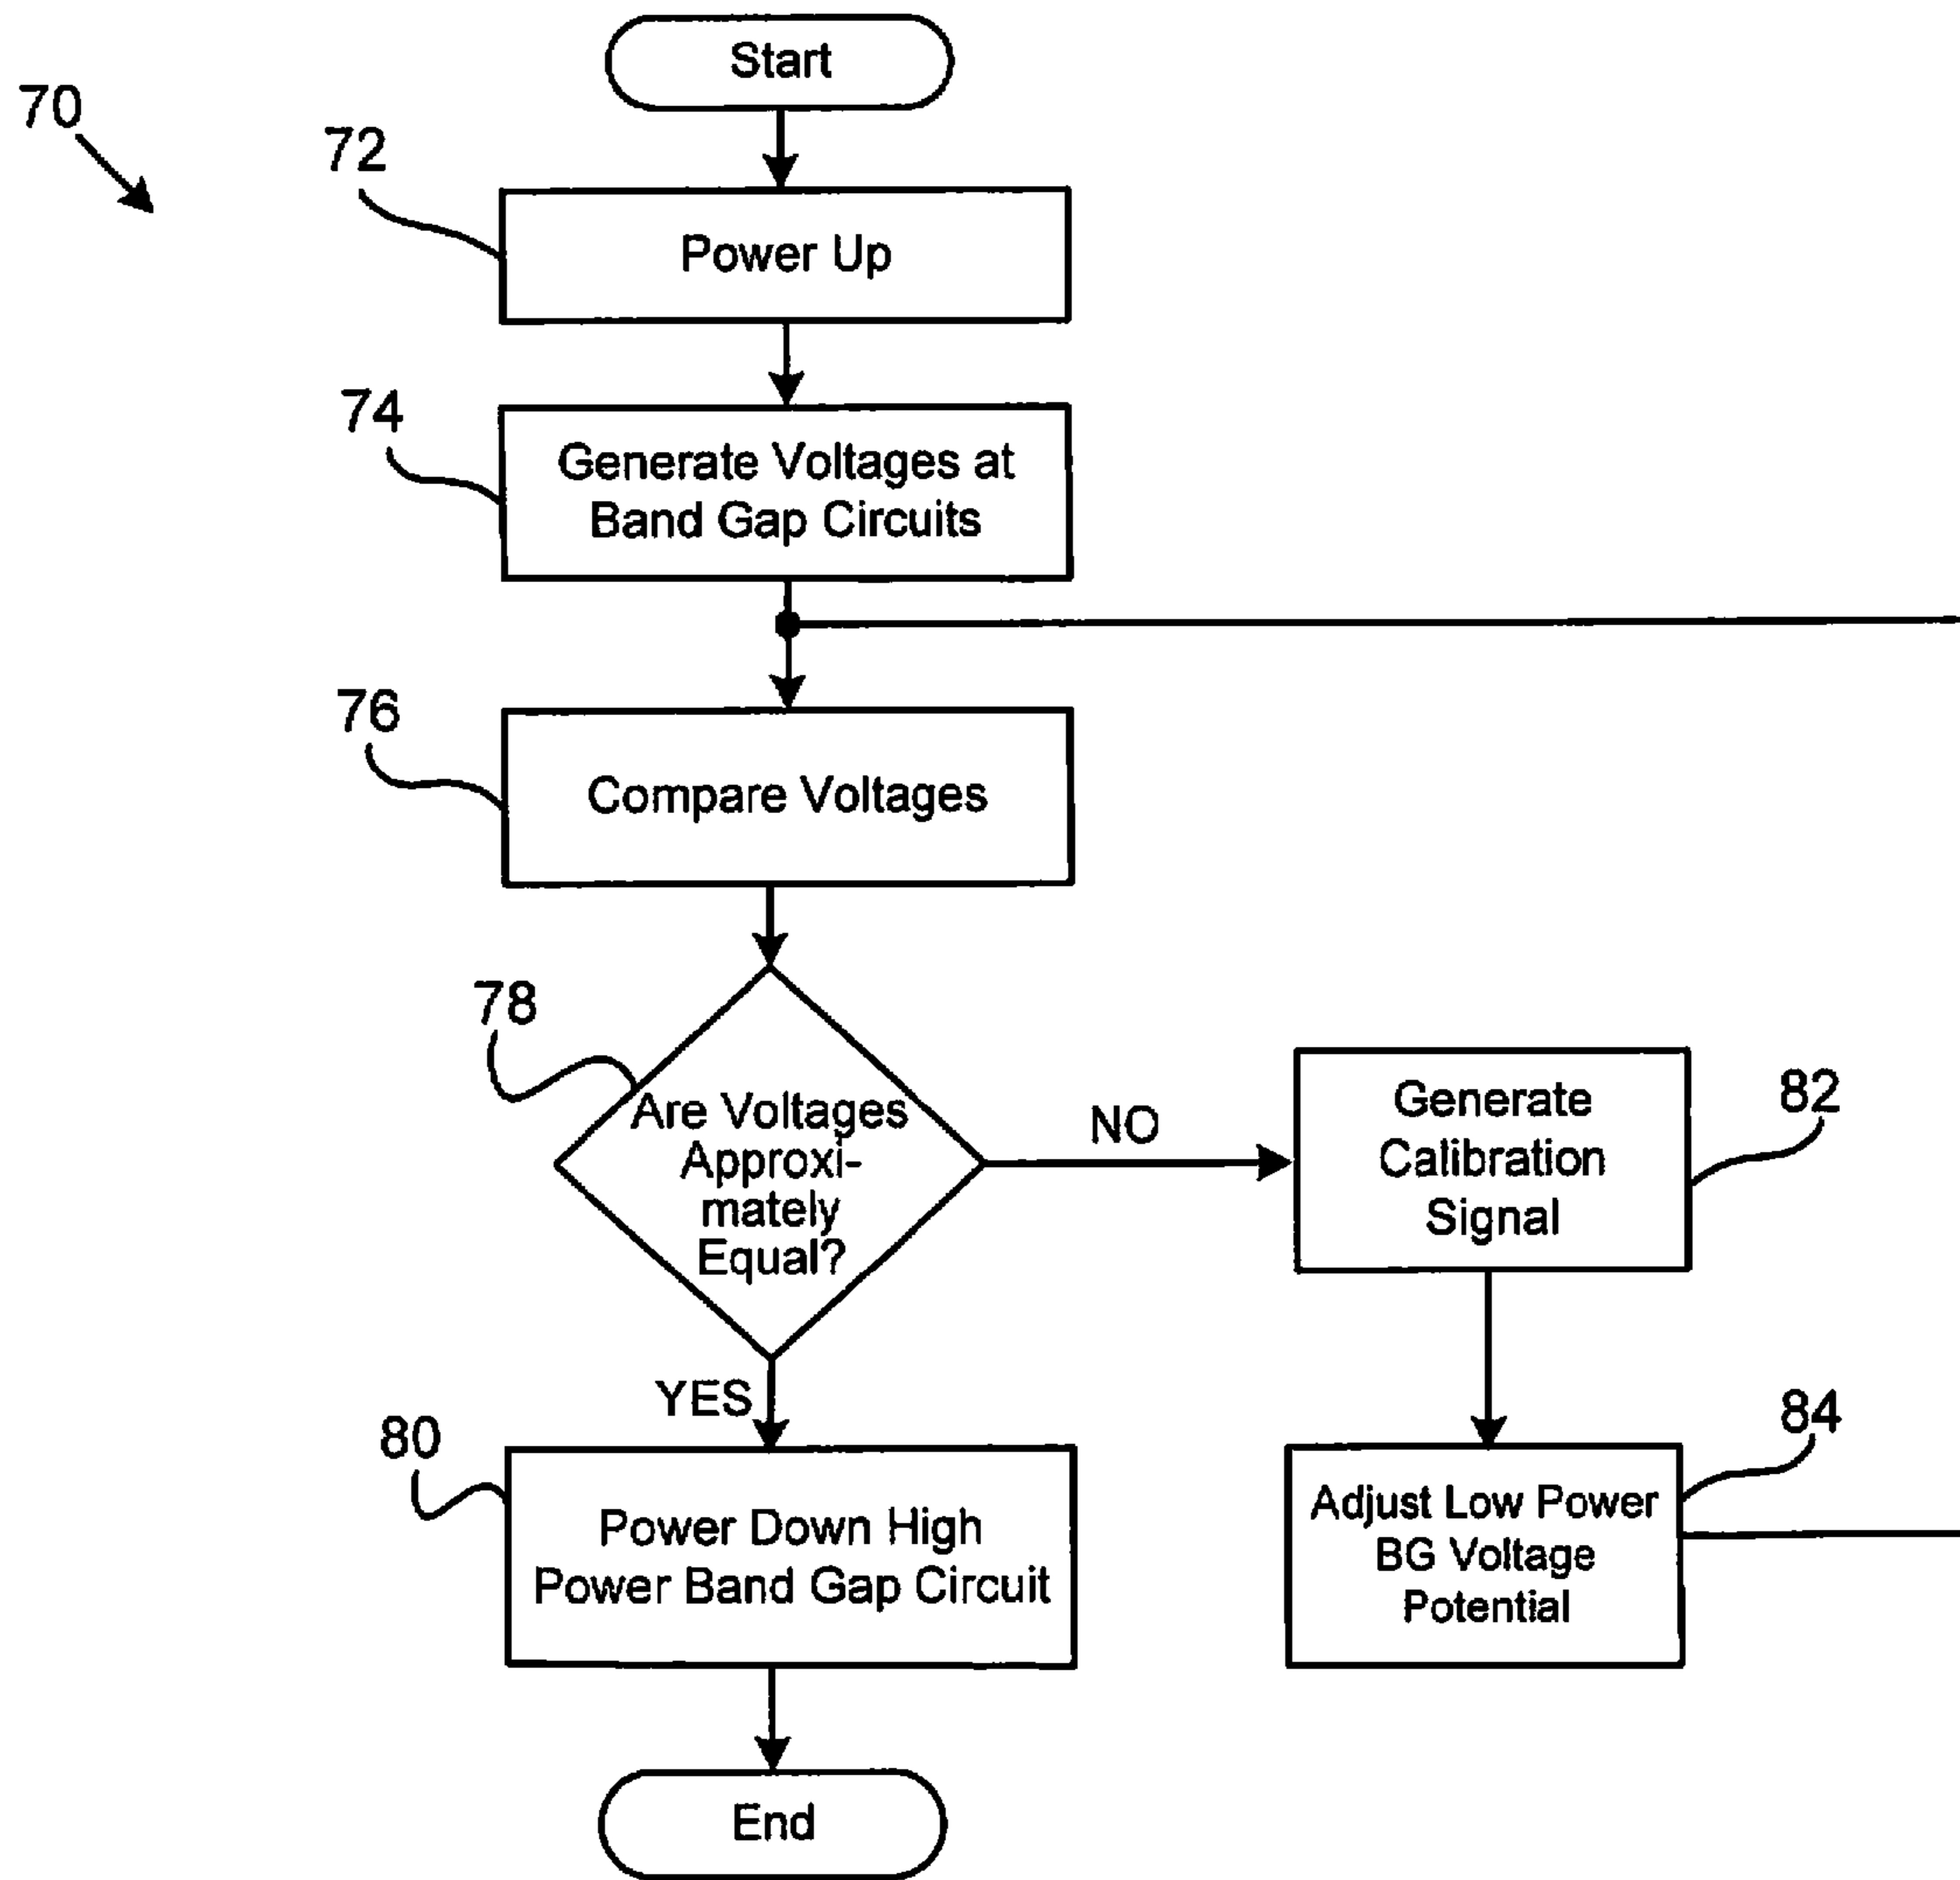 Start
70
72
Power Up
74
Generate Voltages at
Band Gap Circuits
76
Compare Voltages
78
Are Voltages
Approxi-
mately
Equal?
NO
Generate
Calibration
Signal
82
YES
80
Power Down High
Power Band Gap Circuit
84
Adjust Low Power
BG Voltage
Potential
End